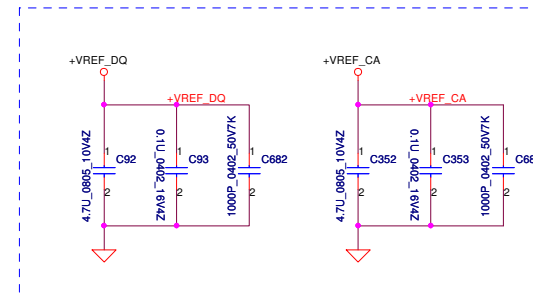 +VREF_DQ
+VREF_CA
+VREF_DQ
+VREF_CA
4.7U_0805_10V4Z
1
C92
2
0.1U_0402_16V4Z
1
C93
2
1000P_0402_50V7K
1
C682
2
4.7U_0805_10V4Z
1
C352
2
0.1U_0402_16V4Z
1
C353
2
1000P_0402_50V7K
1
2